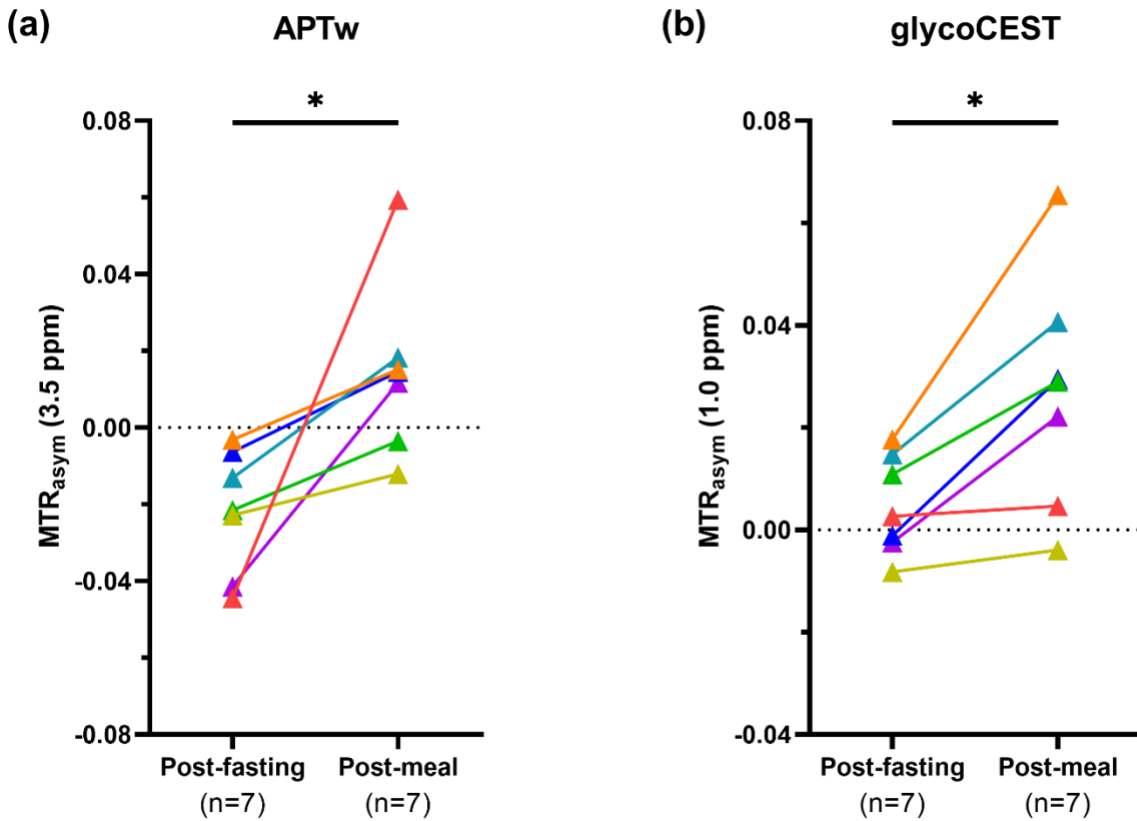 (a)
APTw
*
0.08
0.04
0.00
-0.04
-0.08
MTRasym (3.5 ppm)
Post-fasting
(n=7)
Post-meal
(n=7)
(b)
glycoCEST
*
0.08
0.04
0.00
-0.04
MTRasym (1.0 ppm)
Post-fasting
(n=7)
Post-meal
(n=7)